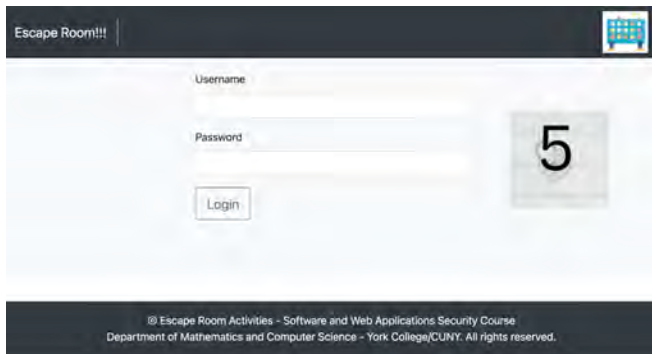 Escape Room!!!
Username
Password
5
Login
© Escape Room Activities - Software and Web Applications Security Course
Department of Mathematics and Computer Science - York College/CUNY. All rights reserved.